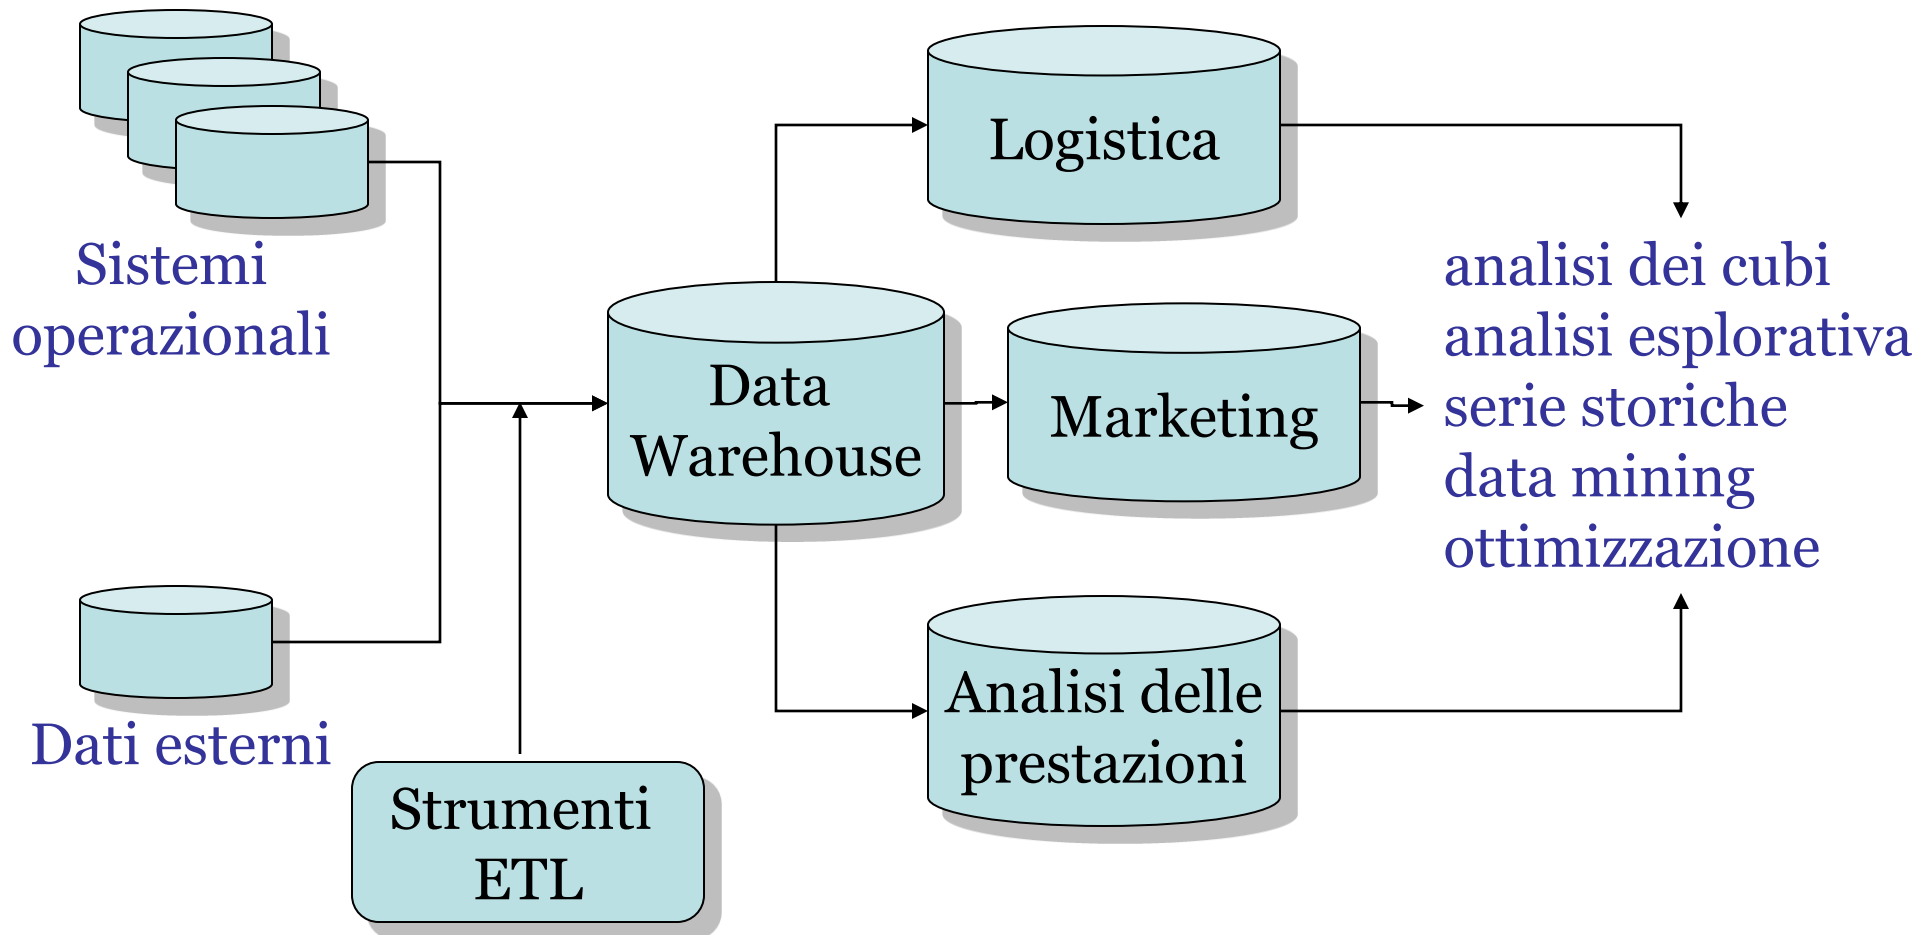 Sistemi
operazionali
Dati esterni
Strumenti
ETL
Data
Warehouse
Logistica
Marketing
Analisi delle
prestazioni
analisi dei cubi
analisi esplorativa
serie storiche
data mining
ottimizzazione